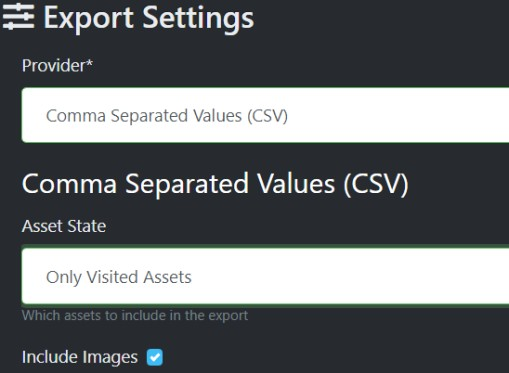 Export Settings
Provider*
Comma Separated Values (CSV)
Comma Separated Values (CSV)
Asset State
Only Visited Assets
Which assets to include in the export
Include Images